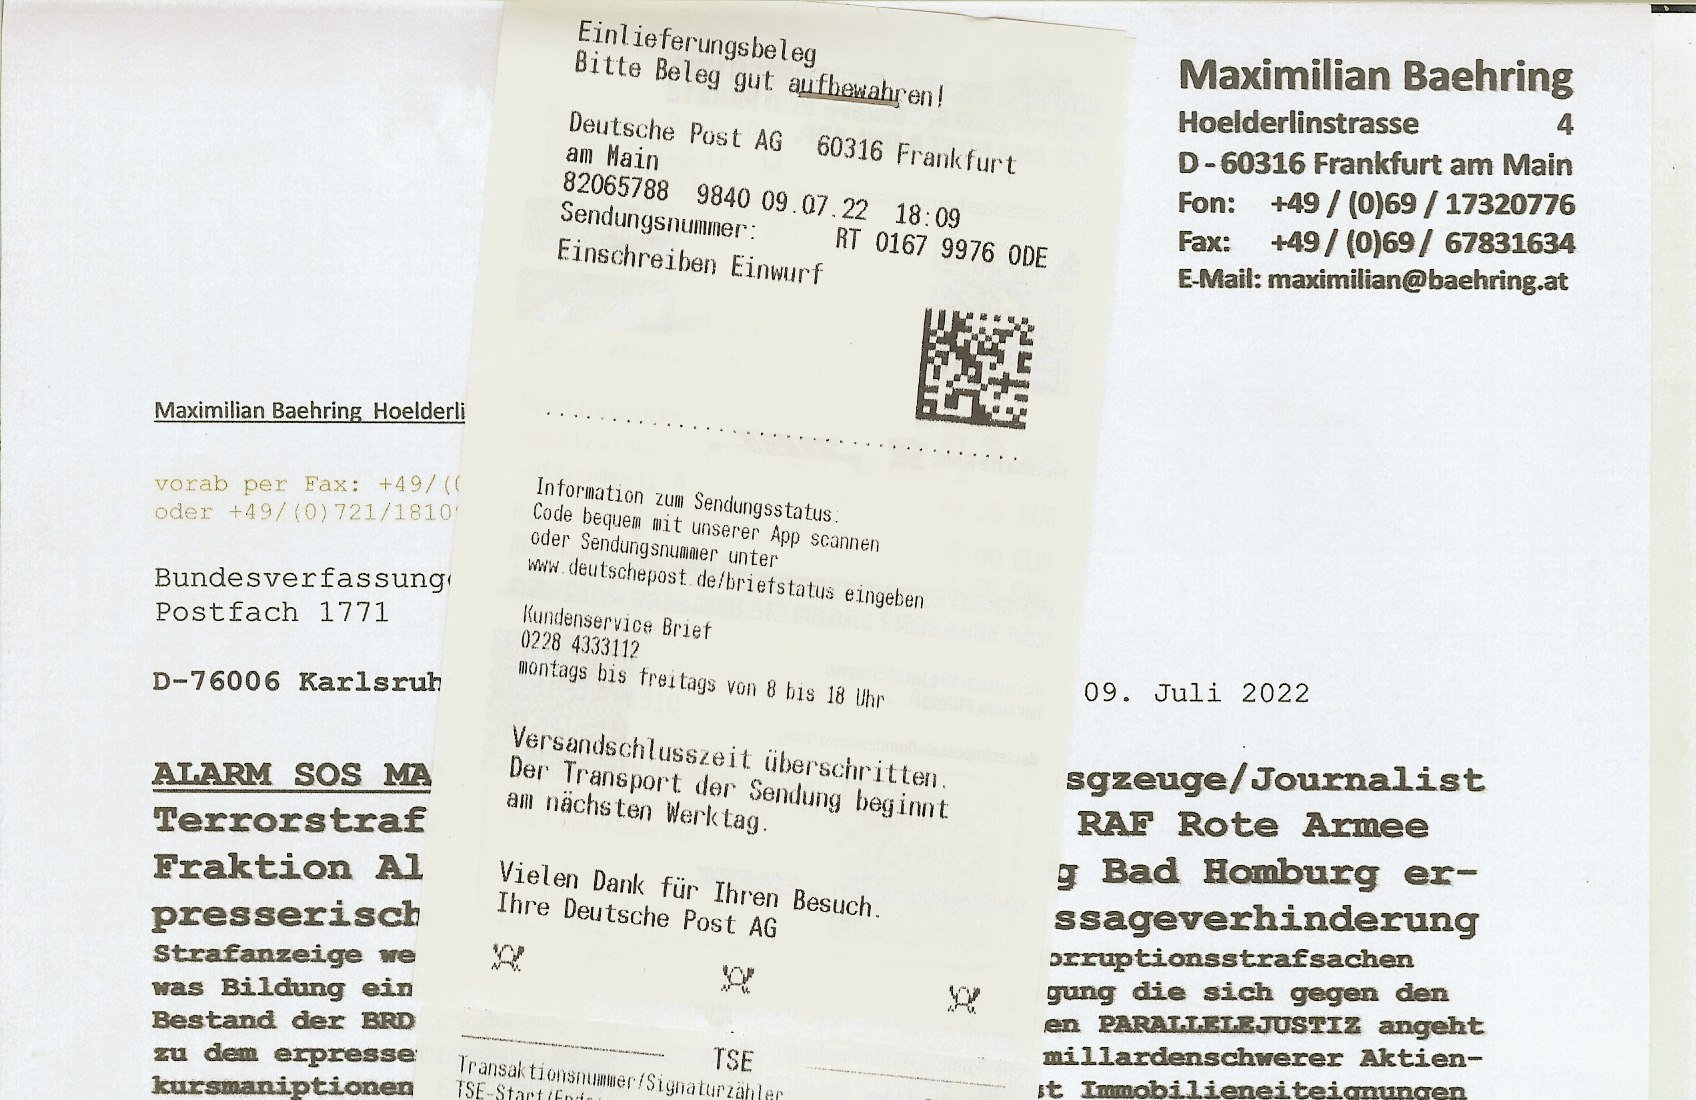 Einlieferungsbeleg
Bitte Beleg gut aufbewahren!
Deutsche Post AG 60316 Frankfurt
am Main
82065788 9840 09.07.22 18:09
Sendungsnummer: RT 0167 9976 0DE
Einschreiben Einwurf
Information zum Sendungsstatus:
Code bequem mit unserer App scannen
oder Sendungsnummer unter
www.deutschepost.de/briefstatus eingeben
Kundenservice Brief
0228 4333112
montags bis freitags von 8 bis 18 Uhr
Versandschlusszeit überschritten.
Der Transport der Sendung beginnt
am nächsten Werktag.
Vielen Dank für Ihren Besuch.
Ihre Deutsche Post AG
TSE
Transaktionsnummer/Signaturzähler
Maximilian Baehring
Hoelderlinstrasse 4
D - 60316 Frankfurt am Main
Fon: +49 / (0)69 / 17320776
Fax: +49 / (0)69 / 67831634
E-Mail: maximilian@baehring.at
Maximilian Baehring Hoelderli
vorab per Fax: +49/(0
oder +49/(0)721/1810
Bundesverfassung
Postfach 1771
D-76006 Karlsruh
09. Juli 2022
ALARM SOS MA sgzeuge/Journalist
Terrorstraf RAF Rote Armee
Fraktion Al g Bad Homburg er-
presserisch ssageverhinderung
Strafanzeige we orruptionsstrafsachen
was Bildung ein gung die sich gegen den
Bestand der BRD en PARALLELEJUSTIZ angeht
zu dem erpresse millardenschwerer Aktien-
kursmaniptionen st Immobilieneiteignungen